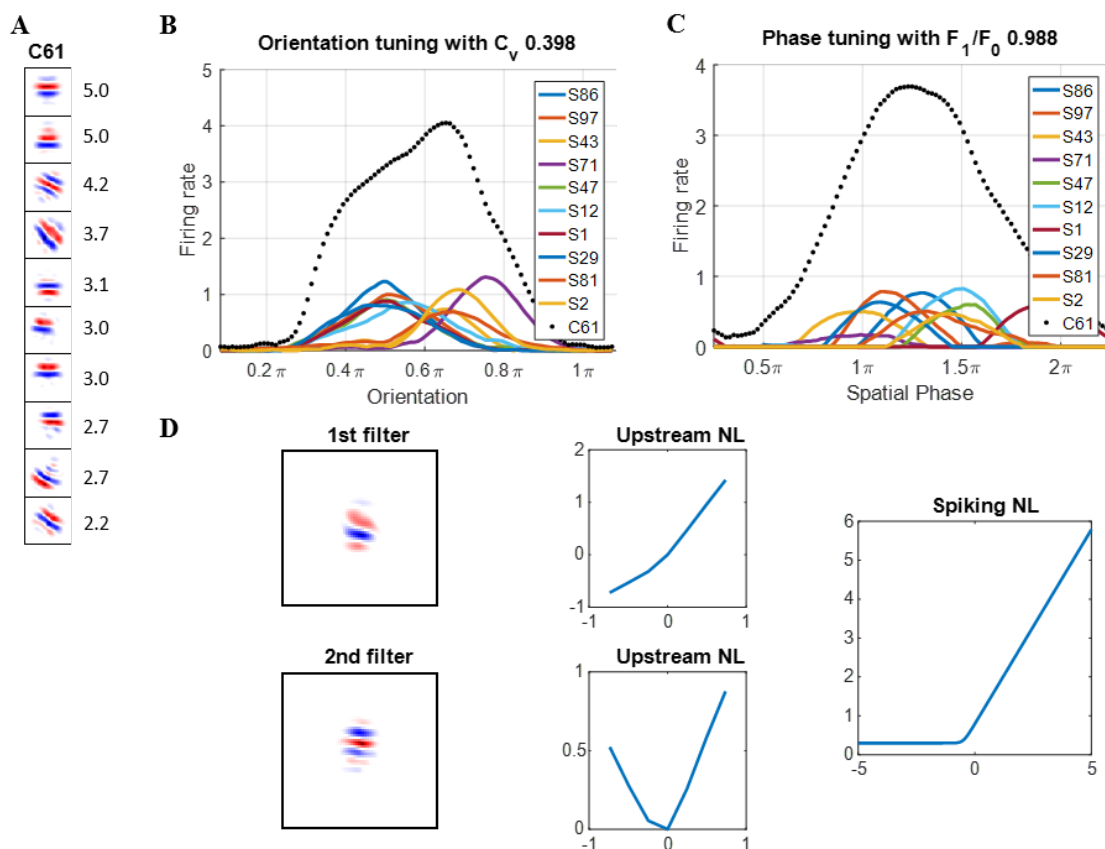 A
C61
5.0
5.0
4.2
3.7
3.1
3.0
3.0
2.7
2.7
2.2
B
Orientation tuning with Cv 0.398
Firing rate
5
4
3
2
1
0
0.2π 0.4π 0.6π 0.8π 1π
Orientation
S86
S97
S43
S71
S47
S12
S1
S29
S81
S2
C61
C
Phase tuning with F1/F0 0.988
Firing rate
4
3
2
1
0
0.5π 1π 1.5π 2π
Spatial Phase
S86
S97
S43
S71
S47
S12
S1
S29
S81
S2
C61
D
1st filter
Upstream NL
2
1
0
-1
-1 0 1
2nd filter
Upstream NL
1
0.5
0
-1 0 1
Spiking NL
6
5
4
3
2
1
0
-5 0 5